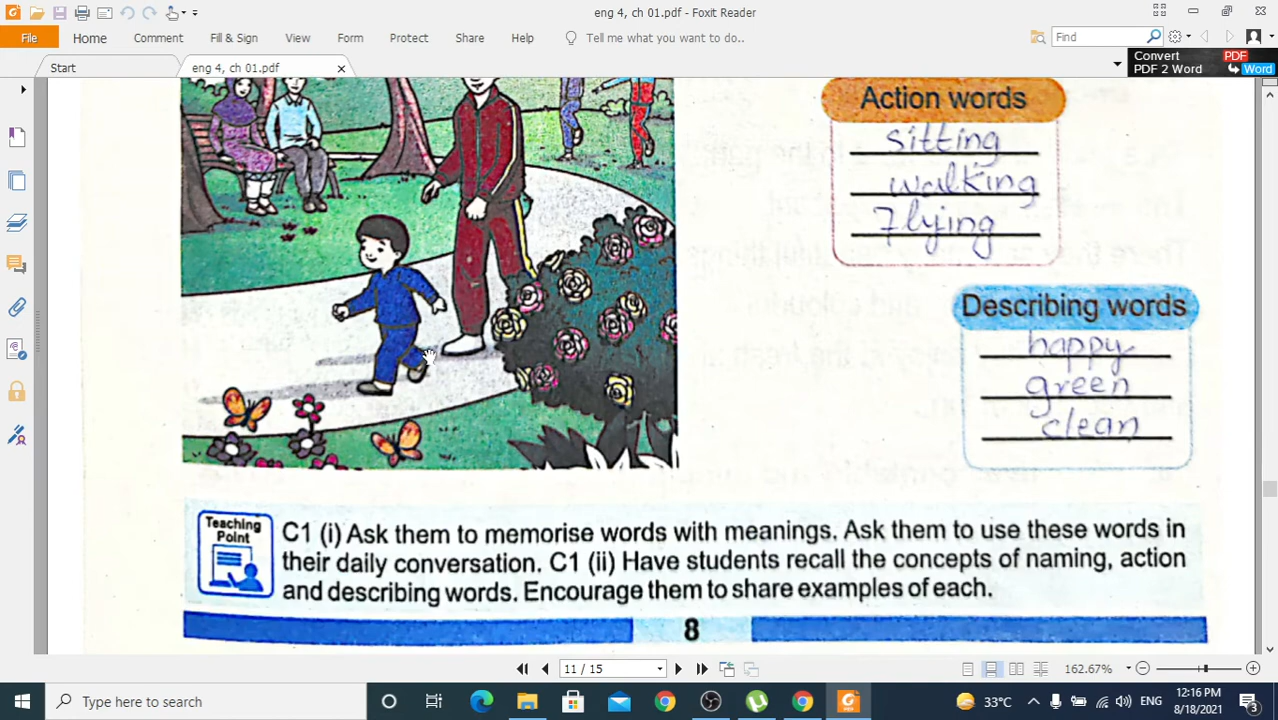 eng 4, ch 01.pdf - Foxit Reader
File Home Comment Fill & Sign View Form Protect Share Help Tell me what you want to do.. Find
Start eng 4, ch 01.pdf
Convert PDF
PDF 2 Word Word
Action words
sitting
walking
flying
Describing words
happy
green
clean
Teaching
Point
C1 (i) Ask them to memorise words with meanings. Ask them to use these words in
their daily conversation. C1 (ii) Have students recall the concepts of naming, action
and describing words. Encourage them to share examples of each.
8
11 / 15 162.67%
Type here to search 33°C ENG 12:16 PM
8/18/2021 3